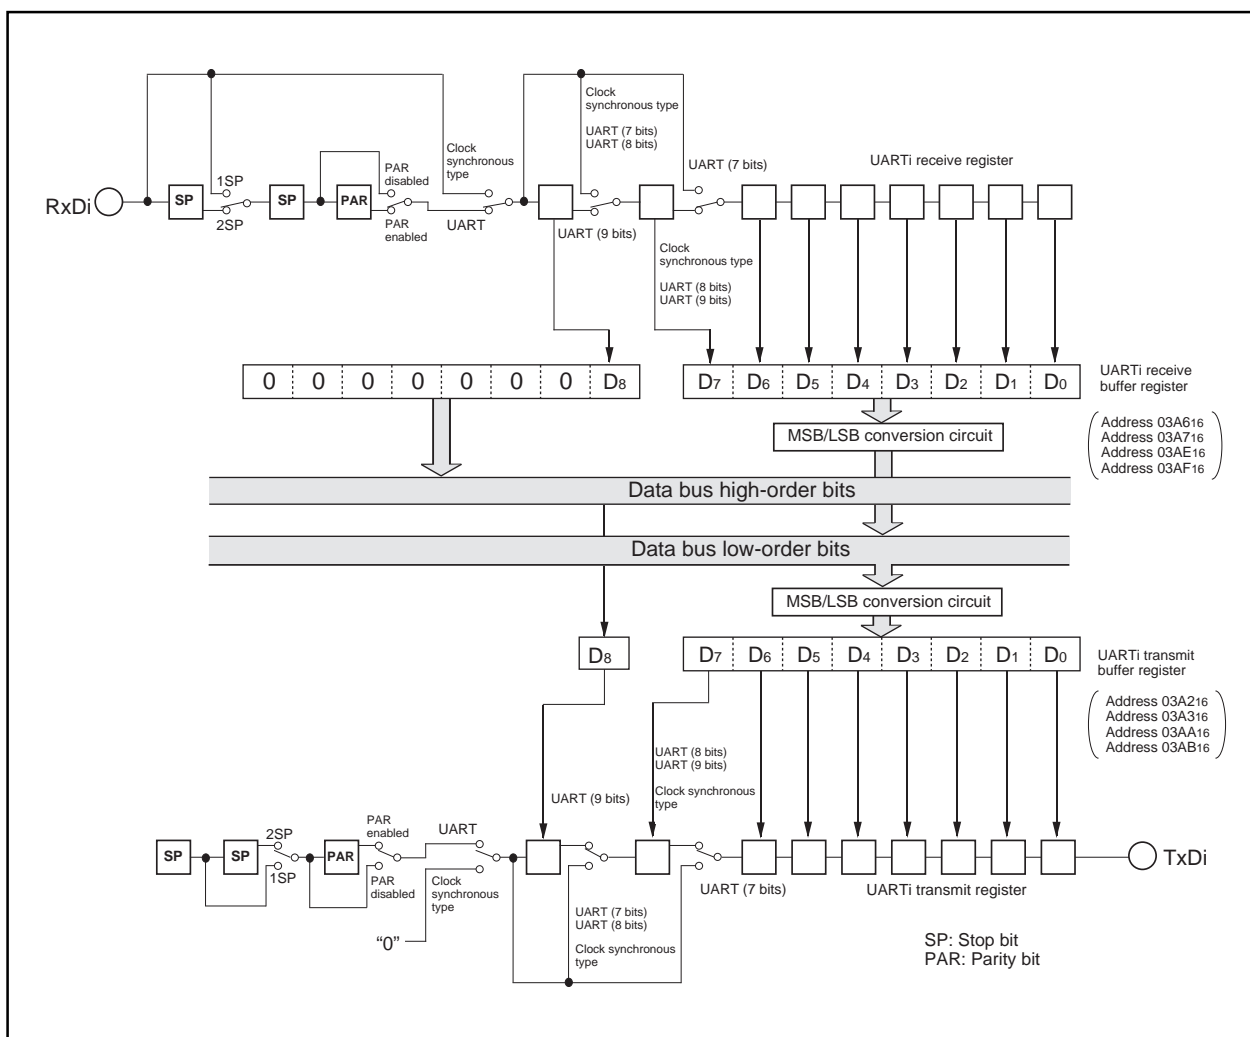 Clock
synchronous type
UART (7 bits)
UART (8 bits)
Clock
synchronous
type
UART (7 bits)
UARTi receive register
PAR
disabled
1SP
RxDi
SP
SP
PAR
2SP
PAR
enabled
UART
UART (9 bits)
Clock
synchronous type
UART (8 bits)
UART (9 bits)
0 0 0 0 0 0 0 D8
D7 D6 D5 D4 D3 D2 D1 D0
UARTi receive
buffer register
MSB/LSB conversion circuit
Address 03A616
Address 03A716
Address 03AE16
Address 03AF16
Data bus high-order bits
Data bus low-order bits
MSB/LSB conversion circuit
D8
D7 D6 D5 D4 D3 D2 D1 D0
UARTi transmit
buffer register
Address 03A216
Address 03A316
Address 03AA16
Address 03AB16
UART (8 bits)
UART (9 bits)
Clock synchronous
type
UART (9 bits)
PAR
enabled
UART
2SP
SP
SP
PAR
1SP
PAR
disabled
Clock
synchronous
type
“0”
UART (7 bits)
UART (8 bits)
Clock synchronous
type
UART (7 bits)
UARTi transmit register
TxDi
SP: Stop bit
PAR: Parity bit